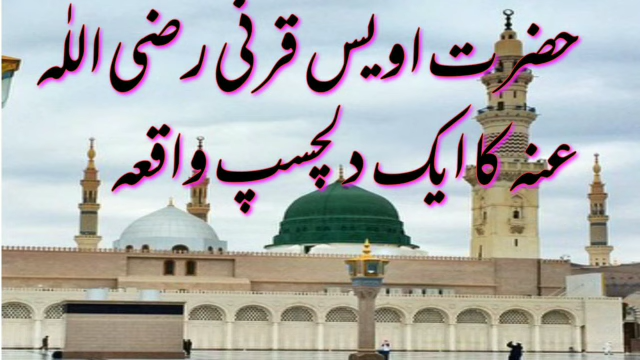 حضرت اویس قرنی رضی اللہ
عنہ کا ایک دلچسپ واقعہ